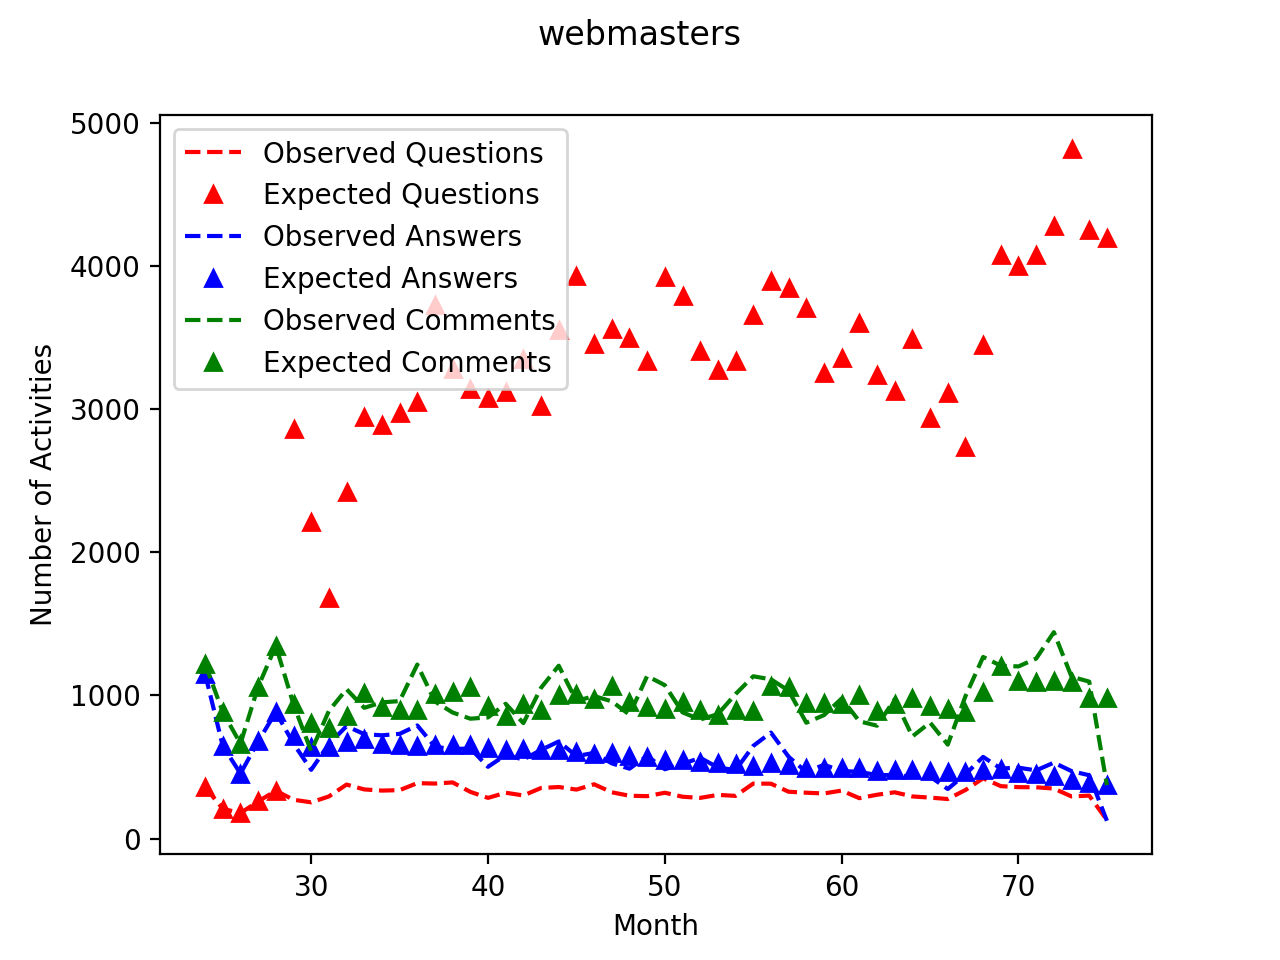 webmasters
5000
4000
3000
2000
1000
0
Number of Activities
Observed Questions
Expected Questions
Observed Answers
Expected Answers
Observed Comments
Expected Comments
30 40 50 60 70
Month